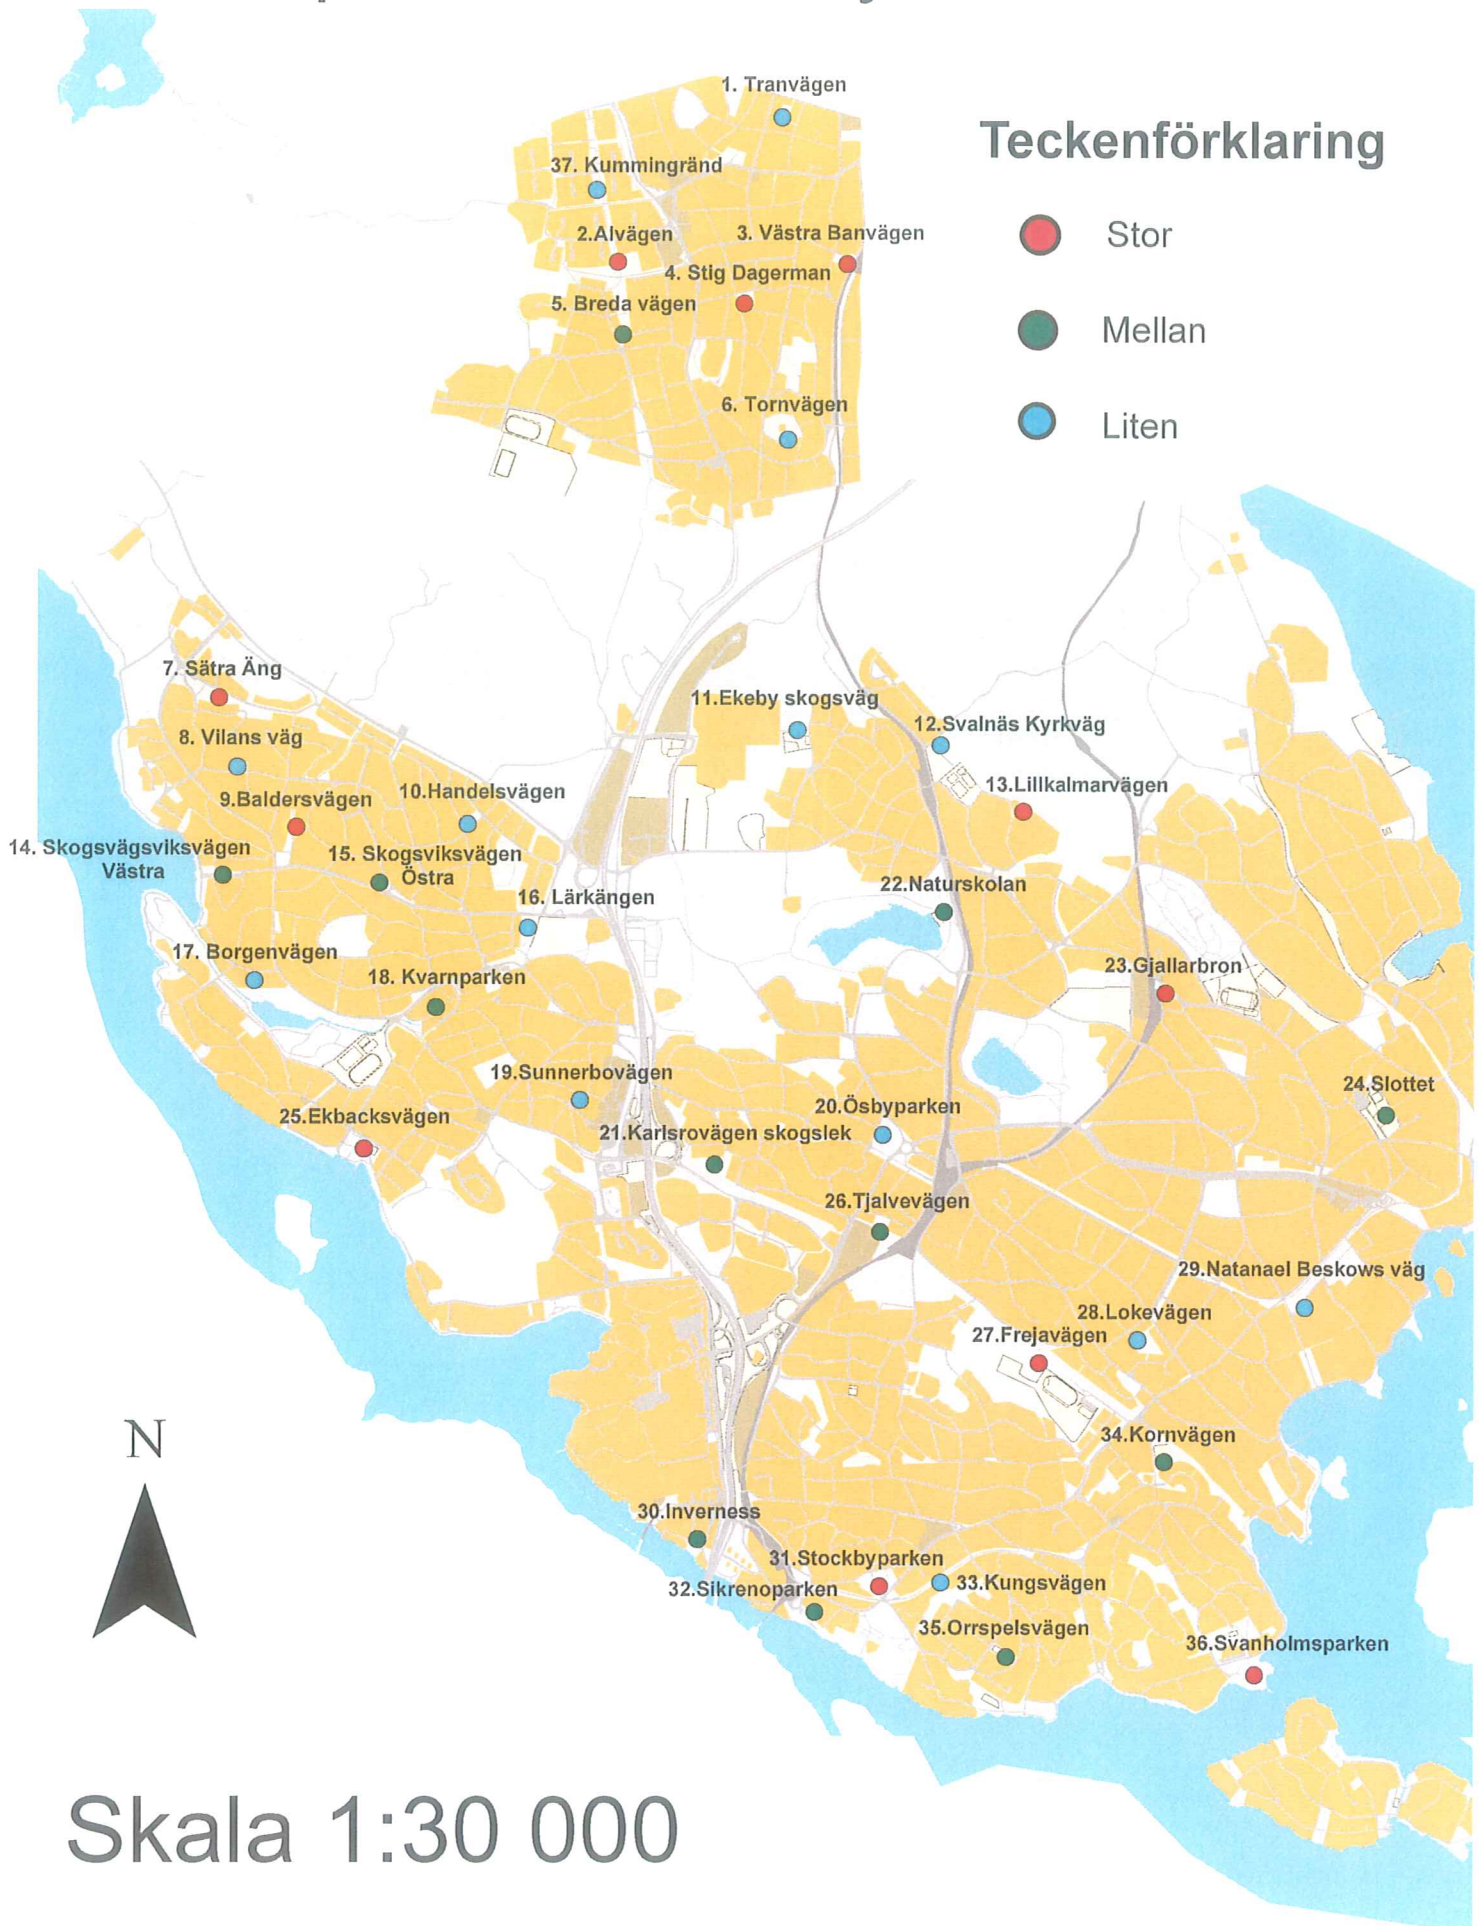 1. Tranvägen
Teckenförklaring
37. Kummingränd
Stor
2.Alvägen
3. Västra Banvägen
4. Stig Dagerman
5. Breda vägen
Mellan
6. Tornvägen
Liten
7. Sätra Äng
11.Ekeby skogsväg
12.Svalnäs Kyrkväg
8. Vilans väg
13.Lillkalmarvägen
10.Handelsvägen
9.Baldersvägen
14. Skogsvägsviksvägen
Västra
15. Skogsviksvägen
Östra
22.Naturskolan
16. Lärkängen
17. Borgenvägen
23.Gjallarbron
18. Kvarnparken
19.Sunnerbovägen
24.Slottet
20.Ösbyparken
25.Ekbacksvägen
21.Karlsrovägen skogslek
26.Tjalvevägen
29.Natanael Beskows väg
28.Lokevägen
27.Frejavägen
N
34.Kornvägen
30.Inverness
31.Stockbyparken
33.Kungsvägen
32.Sikrenoparken
35.Orrspelsvägen
36.Svanholmsparken
Skala 1:30 000